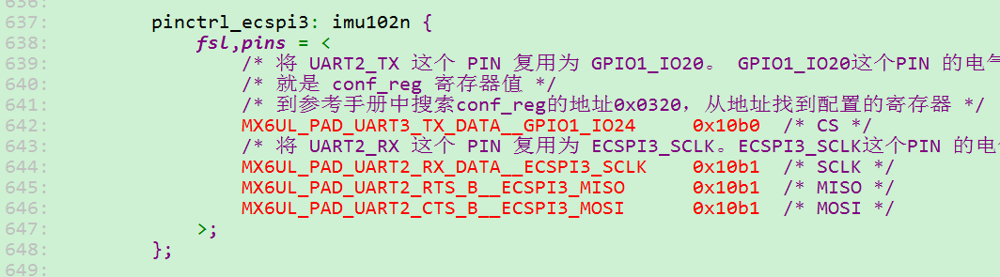 636:
637: pinctrl_ecspi3: imu102n {
638: fsl,pins = <
639: /* 将 UART2_TX 这个 PIN 复用为 GPIO1_IO20。 GPIO1_IO20这个PIN 的电气
640: /* 就是 conf_reg 寄存器值 */
641: /* 到参考手册中搜索conf_reg的地址0x0320，从地址找到配置的寄存器 */
642: MX6UL_PAD_UART3_TX_DATA__GPIO1_IO24 0x10b0 /* CS */
643: /* 将 UART2_RX 这个 PIN 复用为 ECSPI3_SCLK。ECSPI3_SCLK这个PIN 的电
644: MX6UL_PAD_UART2_RX_DATA__ECSPI3_SCLK 0x10b1 /* SCLK */
645: MX6UL_PAD_UART2_RTS_B__ECSPI3_MISO 0x10b1 /* MISO */
646: MX6UL_PAD_UART2_CTS_B__ECSPI3_MOSI 0x10b1 /* MOSI */
647: >;
648: };
649: